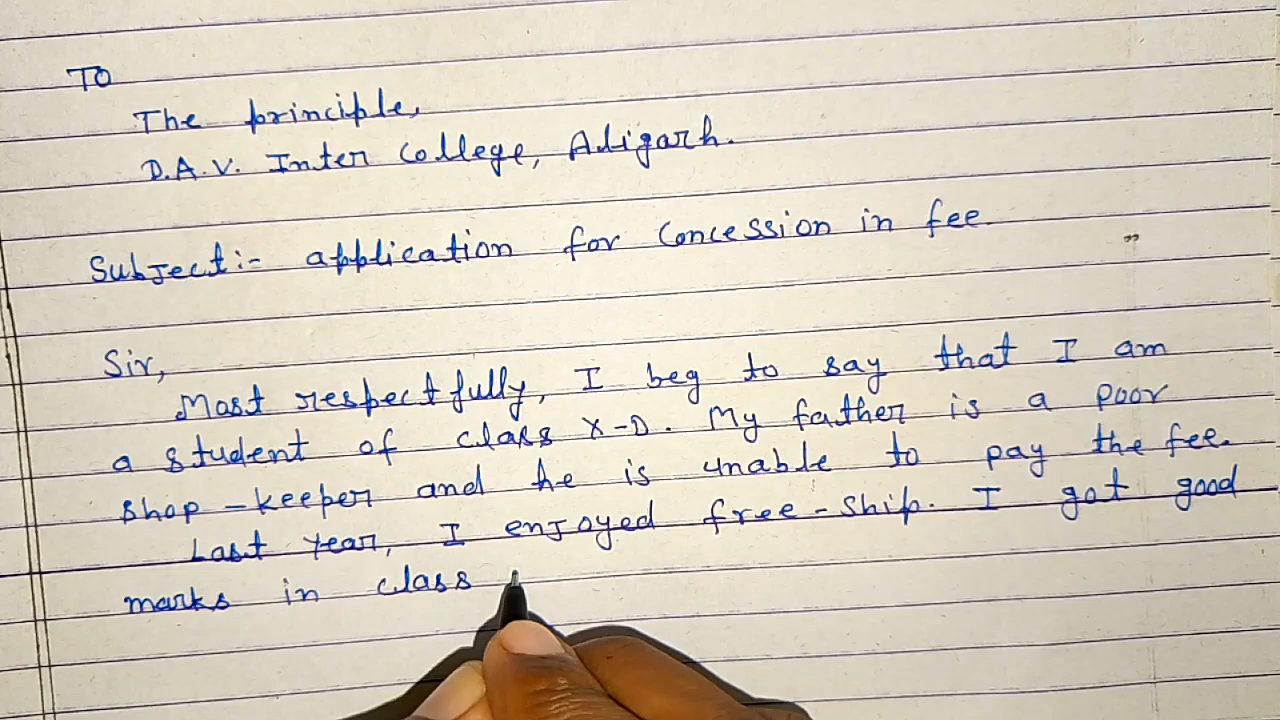 To
The principle,
D.A.V. Inter College, Aligarh.
Subject:- application for Concession in fee
"
Sir,
Most respectfully, I beg to say that I am
a student of class X-D. My father is a poor
shop-keeper and he is unable to pay the fee.
Last year, I enjoyed free-ship. I got good
marks in class